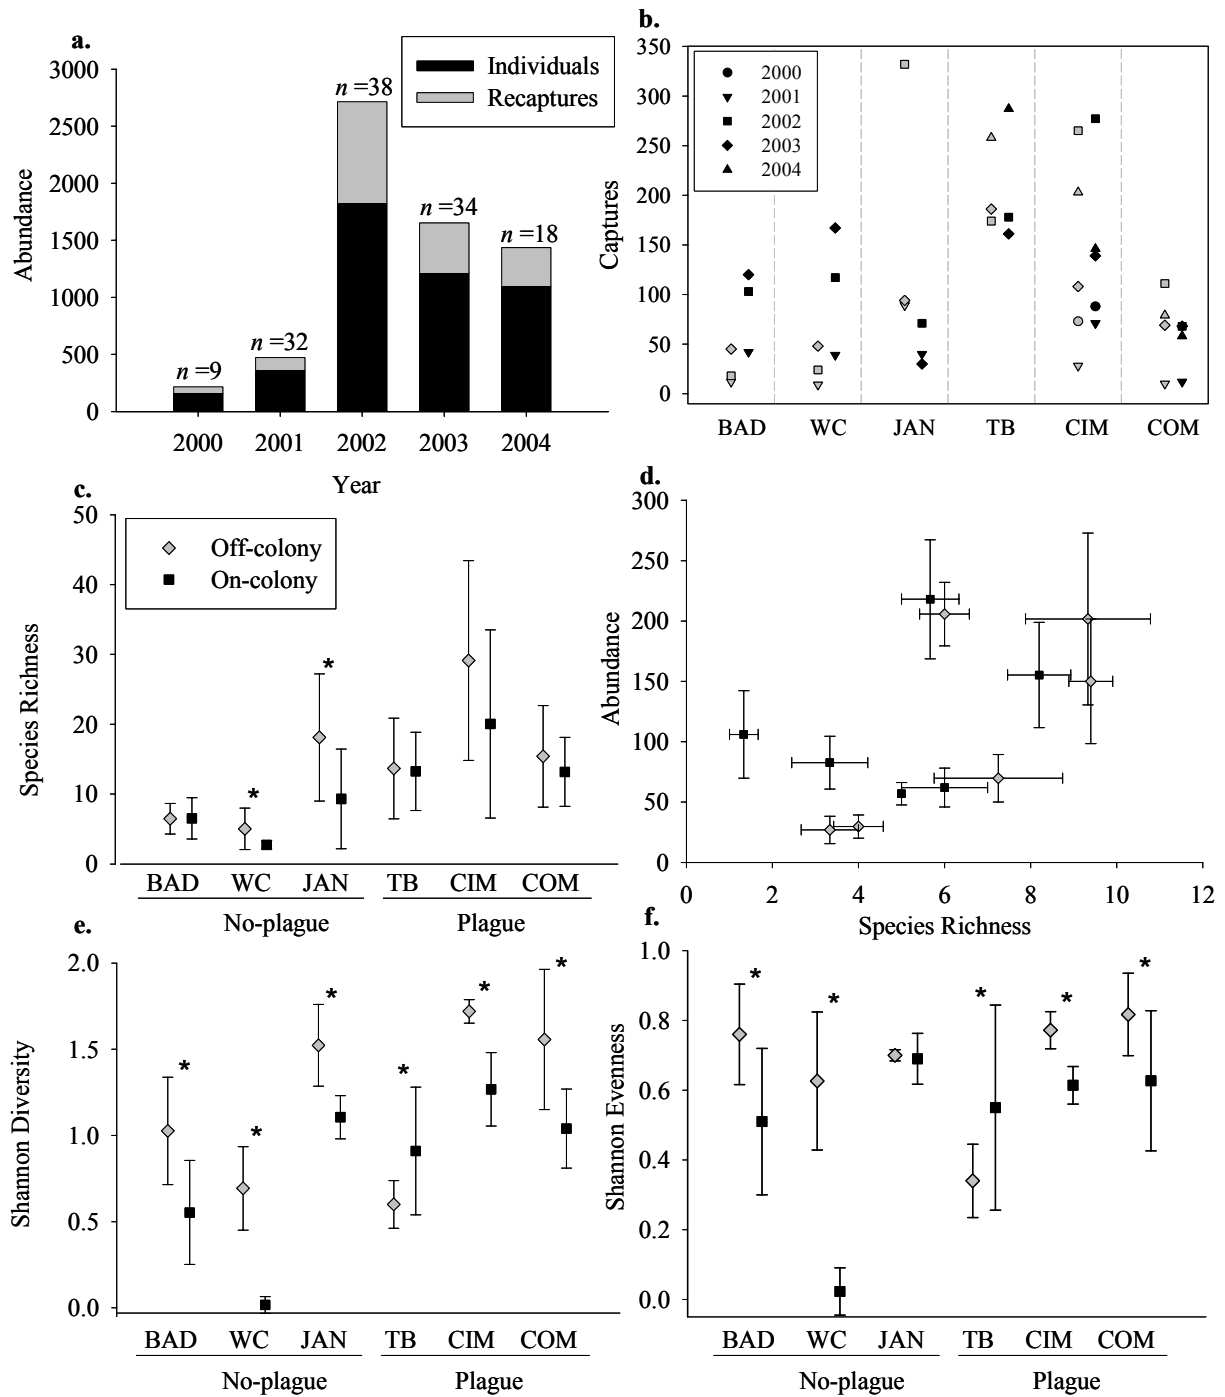 a.
Individuals
Recaptures
3000
2500
2000
1500
1000
500
0
Abundance
n =9
n =32
n =38
n =34
n =18
2000 2001 2002 2003 2004
Year
b.
350
300
250
200
150
100
50
0
Captures
2000
2001
2002
2003
2004
BAD WC JAN TB CIM COM
c.
50
40
30
20
10
0
Species Richness
Off-colony
On-colony
*
*
BAD WC JAN TB CIM COM
No-plague Plague
d.
300
250
200
150
100
50
0
Abundance
0 2 4 6 8 10 12
Species Richness
e.
2.0
1.5
1.0
0.5
0.0
Shannon Diversity
* * * * * *
BAD WC JAN TB CIM COM
No-plague Plague
f.
1.0
0.8
0.6
0.4
0.2
0.0
Shannon Evenness
* * * * *
BAD WC JAN TB CIM COM
No-plague Plague